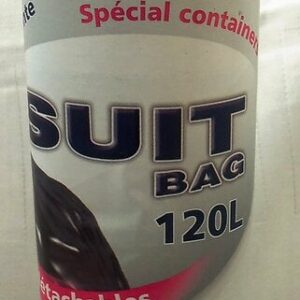 Spécial container
SUIT
BAG
120L